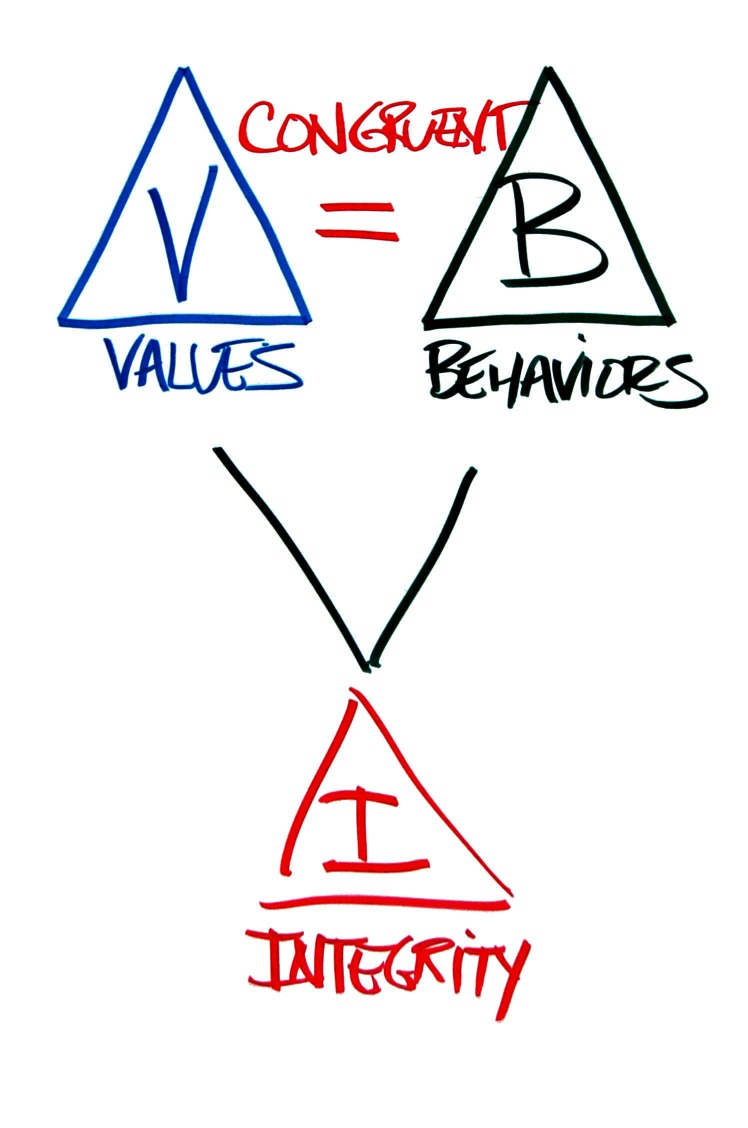 CONGRUENT
V = B
VALUES BEHAVIORS
I
INTEGRITY